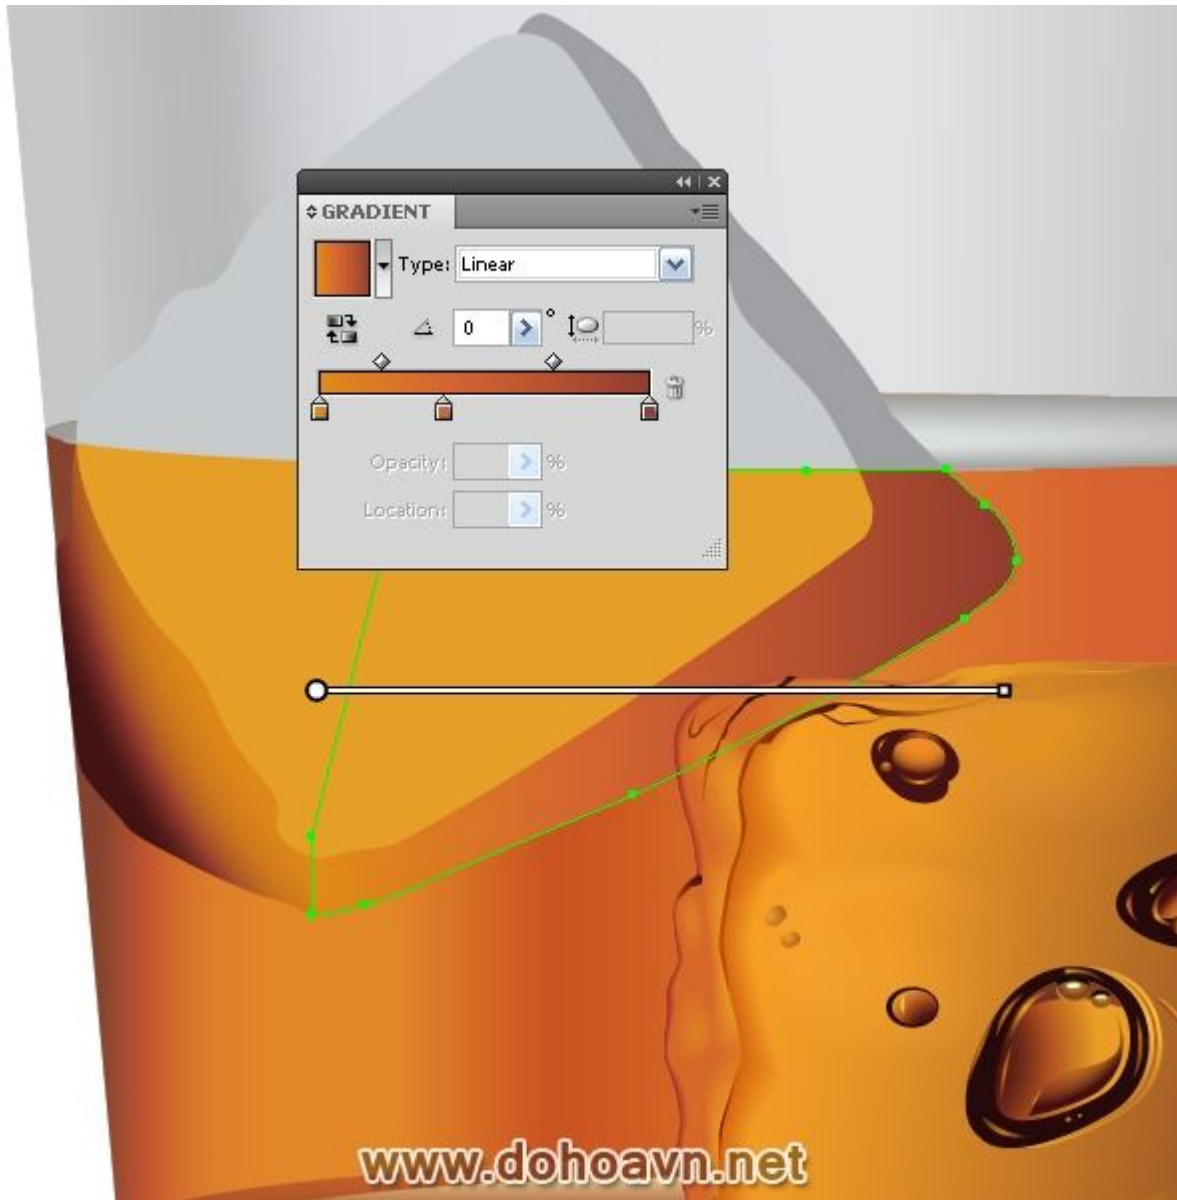 GRADIENT
Type: Linear
0 ° %
Opacity: %
Location: %
www.dohoavn.net